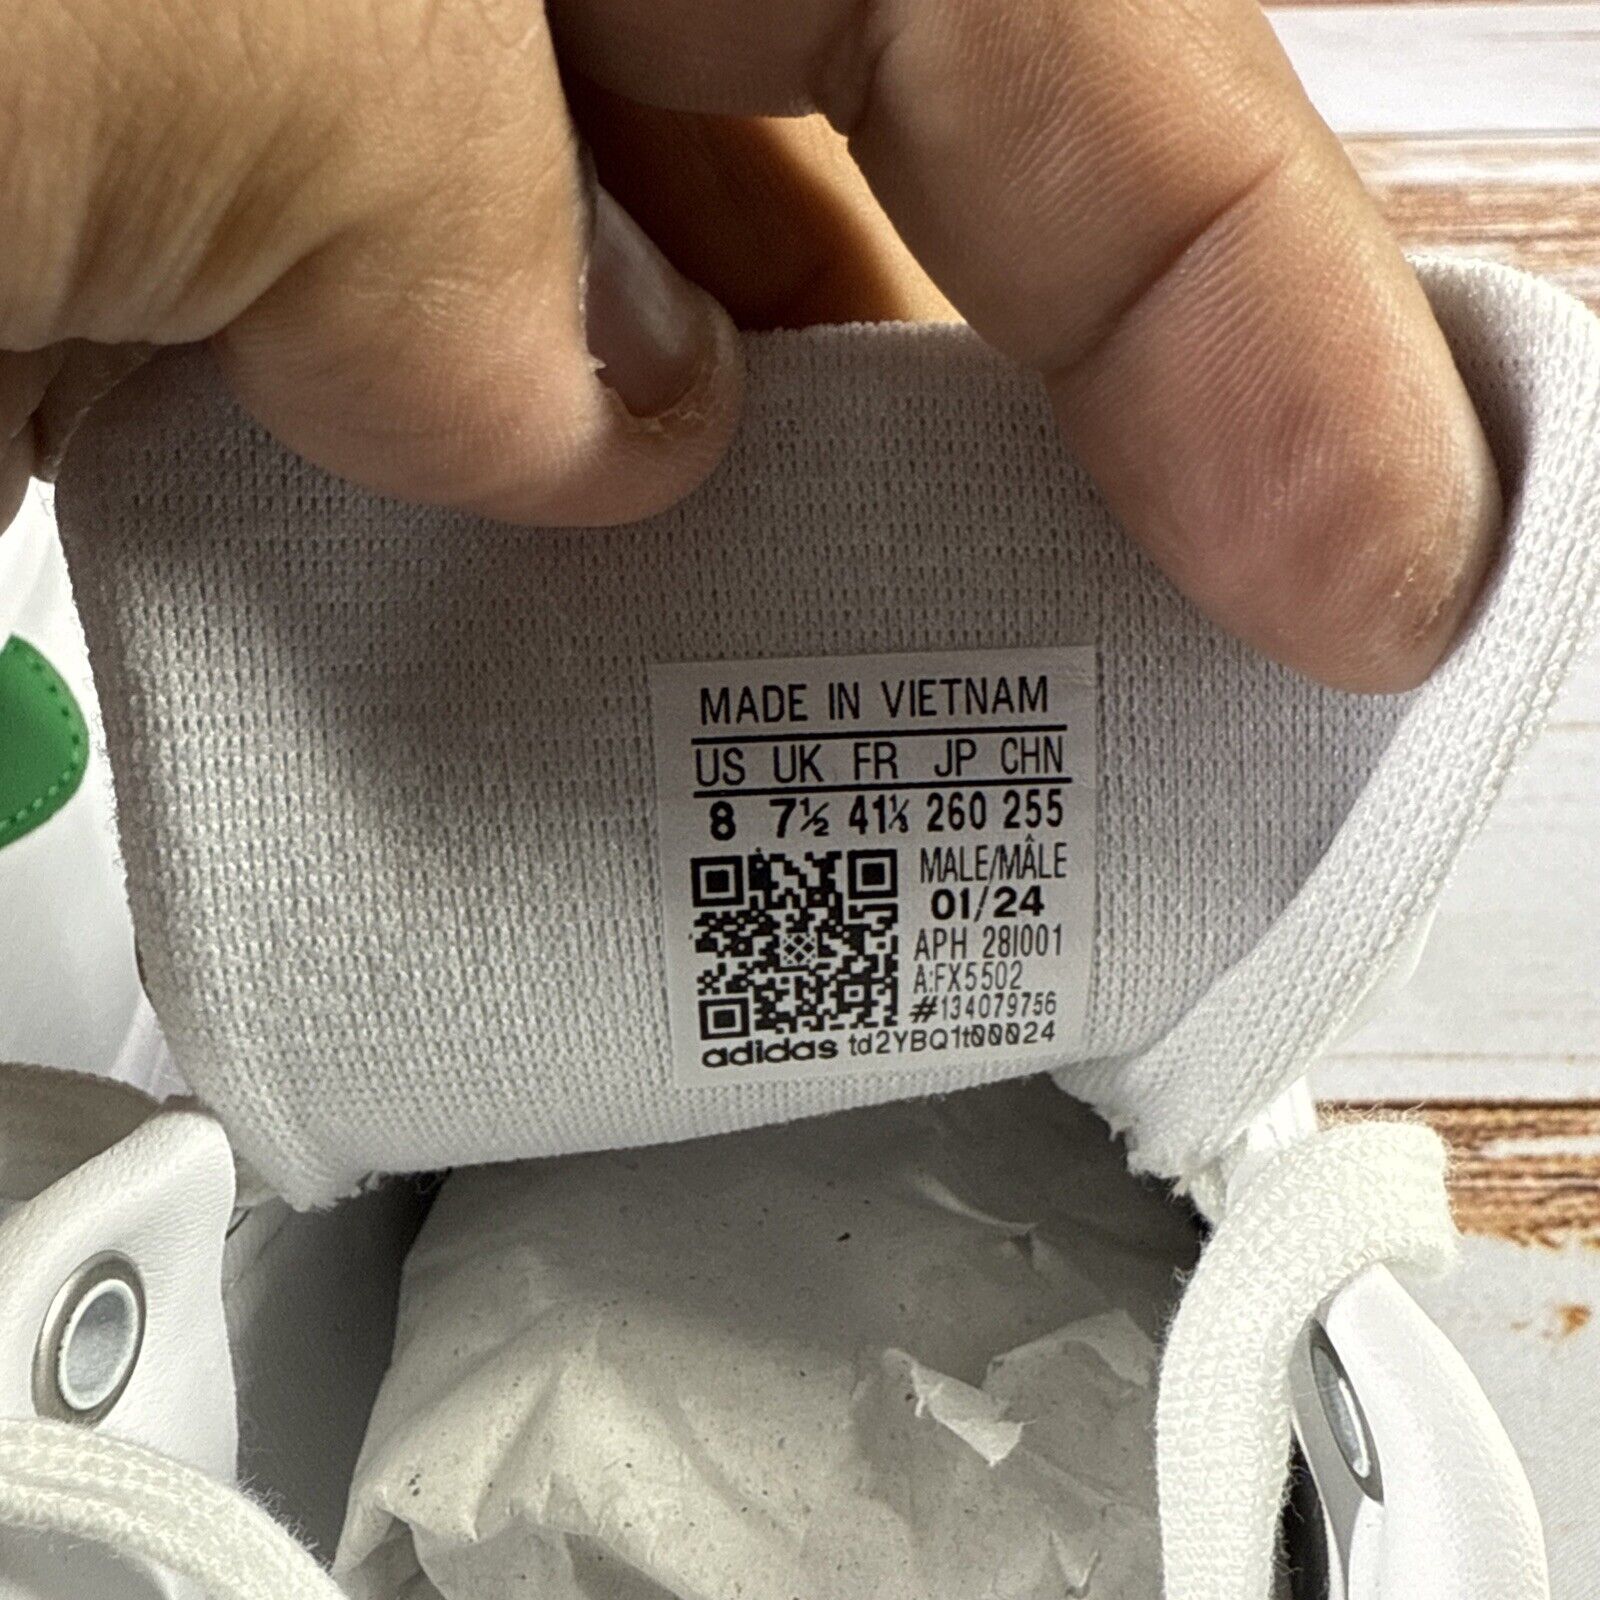 MADE IN VIETNAM
US UK FR JP CHN
8 7½ 41⅓ 260 255
MALE/MÂLE
01/24
APH 28I001
A:FX5502
#134079756
adidas td2YBQ1t00024